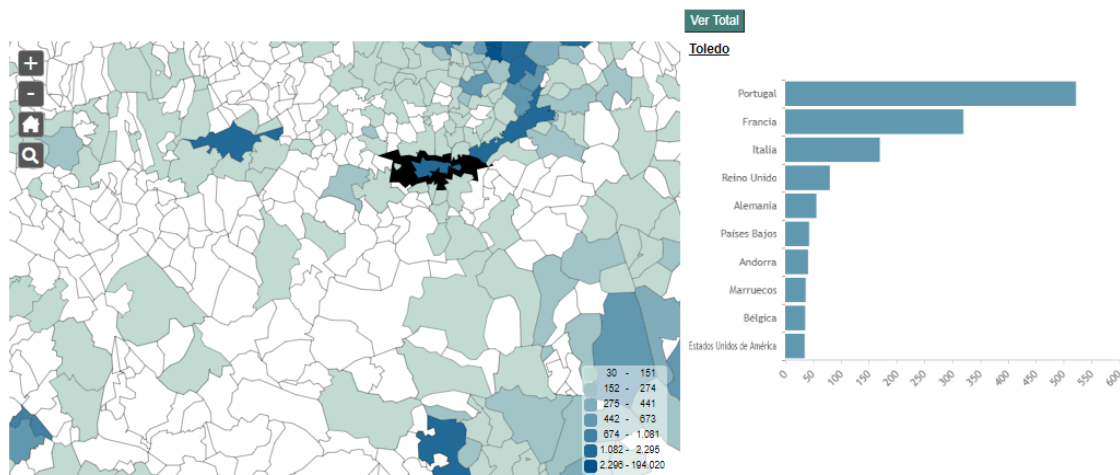 Ver Total
Toledo
+
-
Portugal
Francia
Italia
Reino Unido
Alemania
Países Bajos
Andorra
Marruecos
Bélgica
Estados Unidos de América
0 50 100 150 200 250 300 350 400 450 500 550 600
30 - 151
152 - 274
275 - 441
442 - 673
674 - 1.081
1.082 - 2.295
2.296 - 194.020